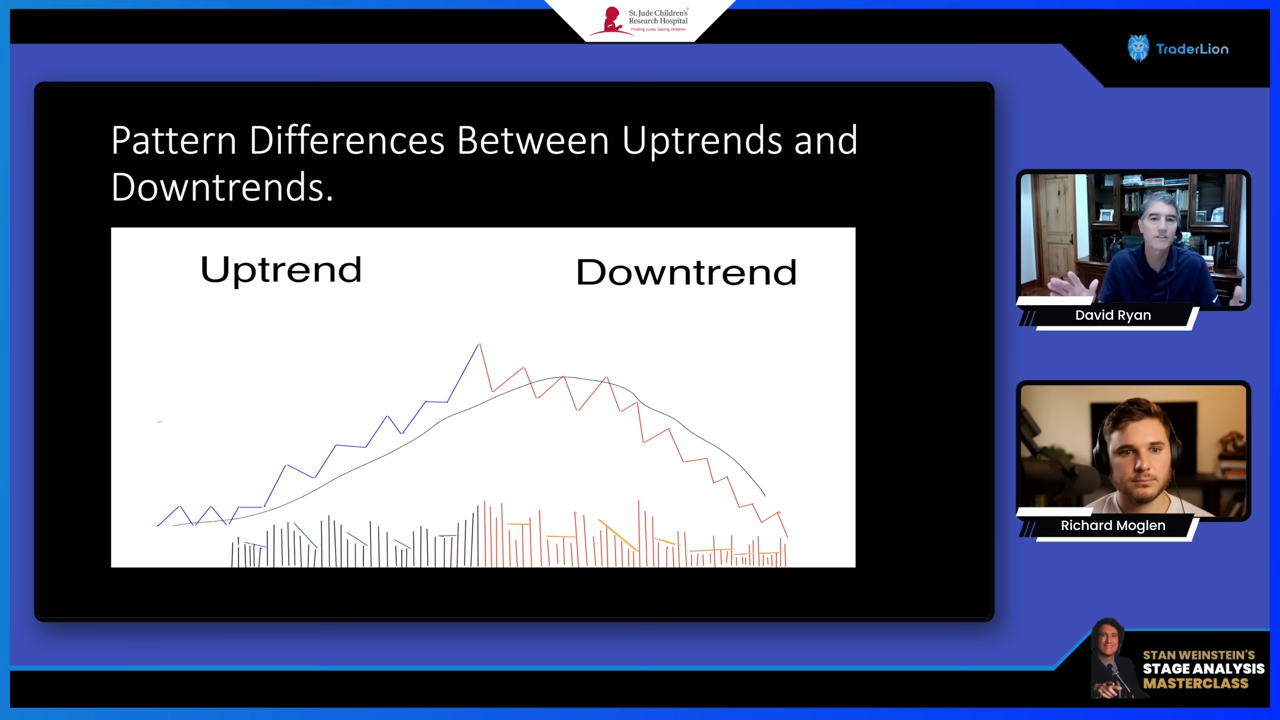 St. Jude Children's
Research Hospital
Finding cures. Saving children.
TraderLion
Pattern Differences Between Uptrends and
Downtrends.
Uptrend
Downtrend
David Ryan
Richard Moglen
STAN WEINSTEIN'S
STAGE ANALYSIS
MASTERCLASS